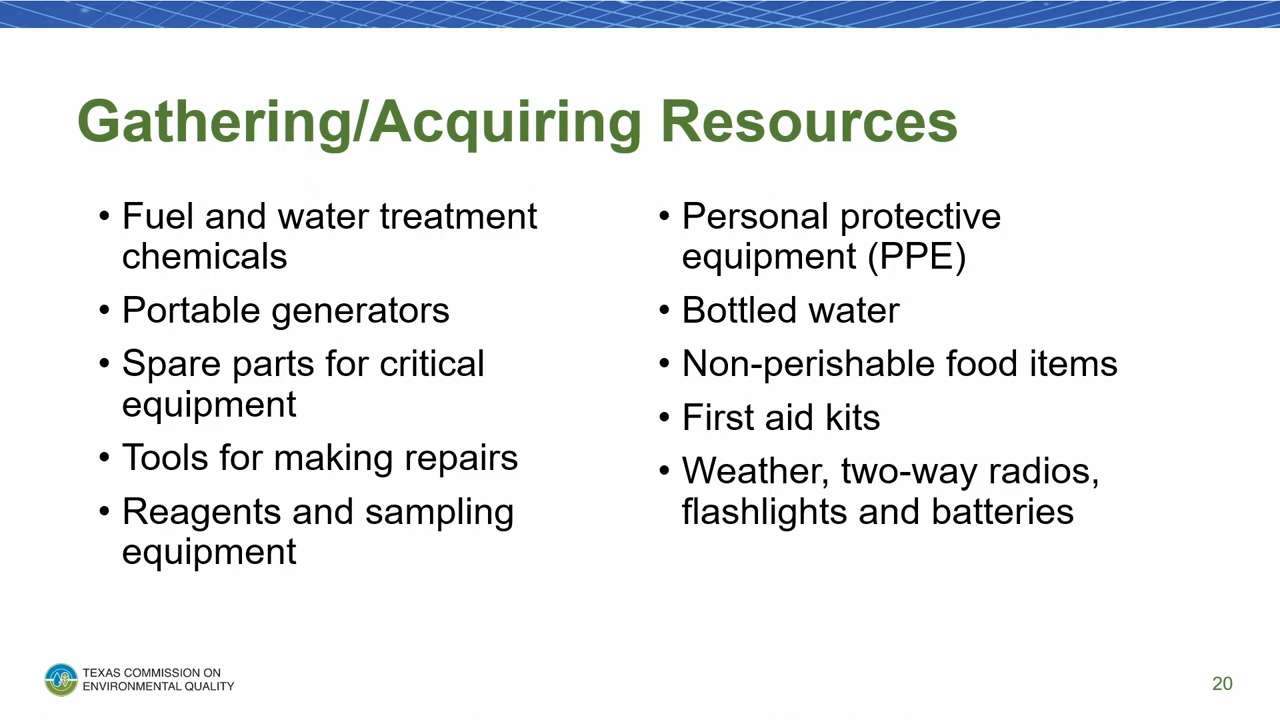 Gathering/Acquiring Resources
• Fuel and water treatment
chemicals
• Portable generators
• Spare parts for critical
equipment
• Tools for making repairs
• Reagents and sampling
equipment
• Personal protective
equipment (PPE)
• Bottled water
• Non-perishable food items
• First aid kits
• Weather, two-way radios,
flashlights and batteries
TEXAS COMMISSION ON
ENVIRONMENTAL QUALITY
20